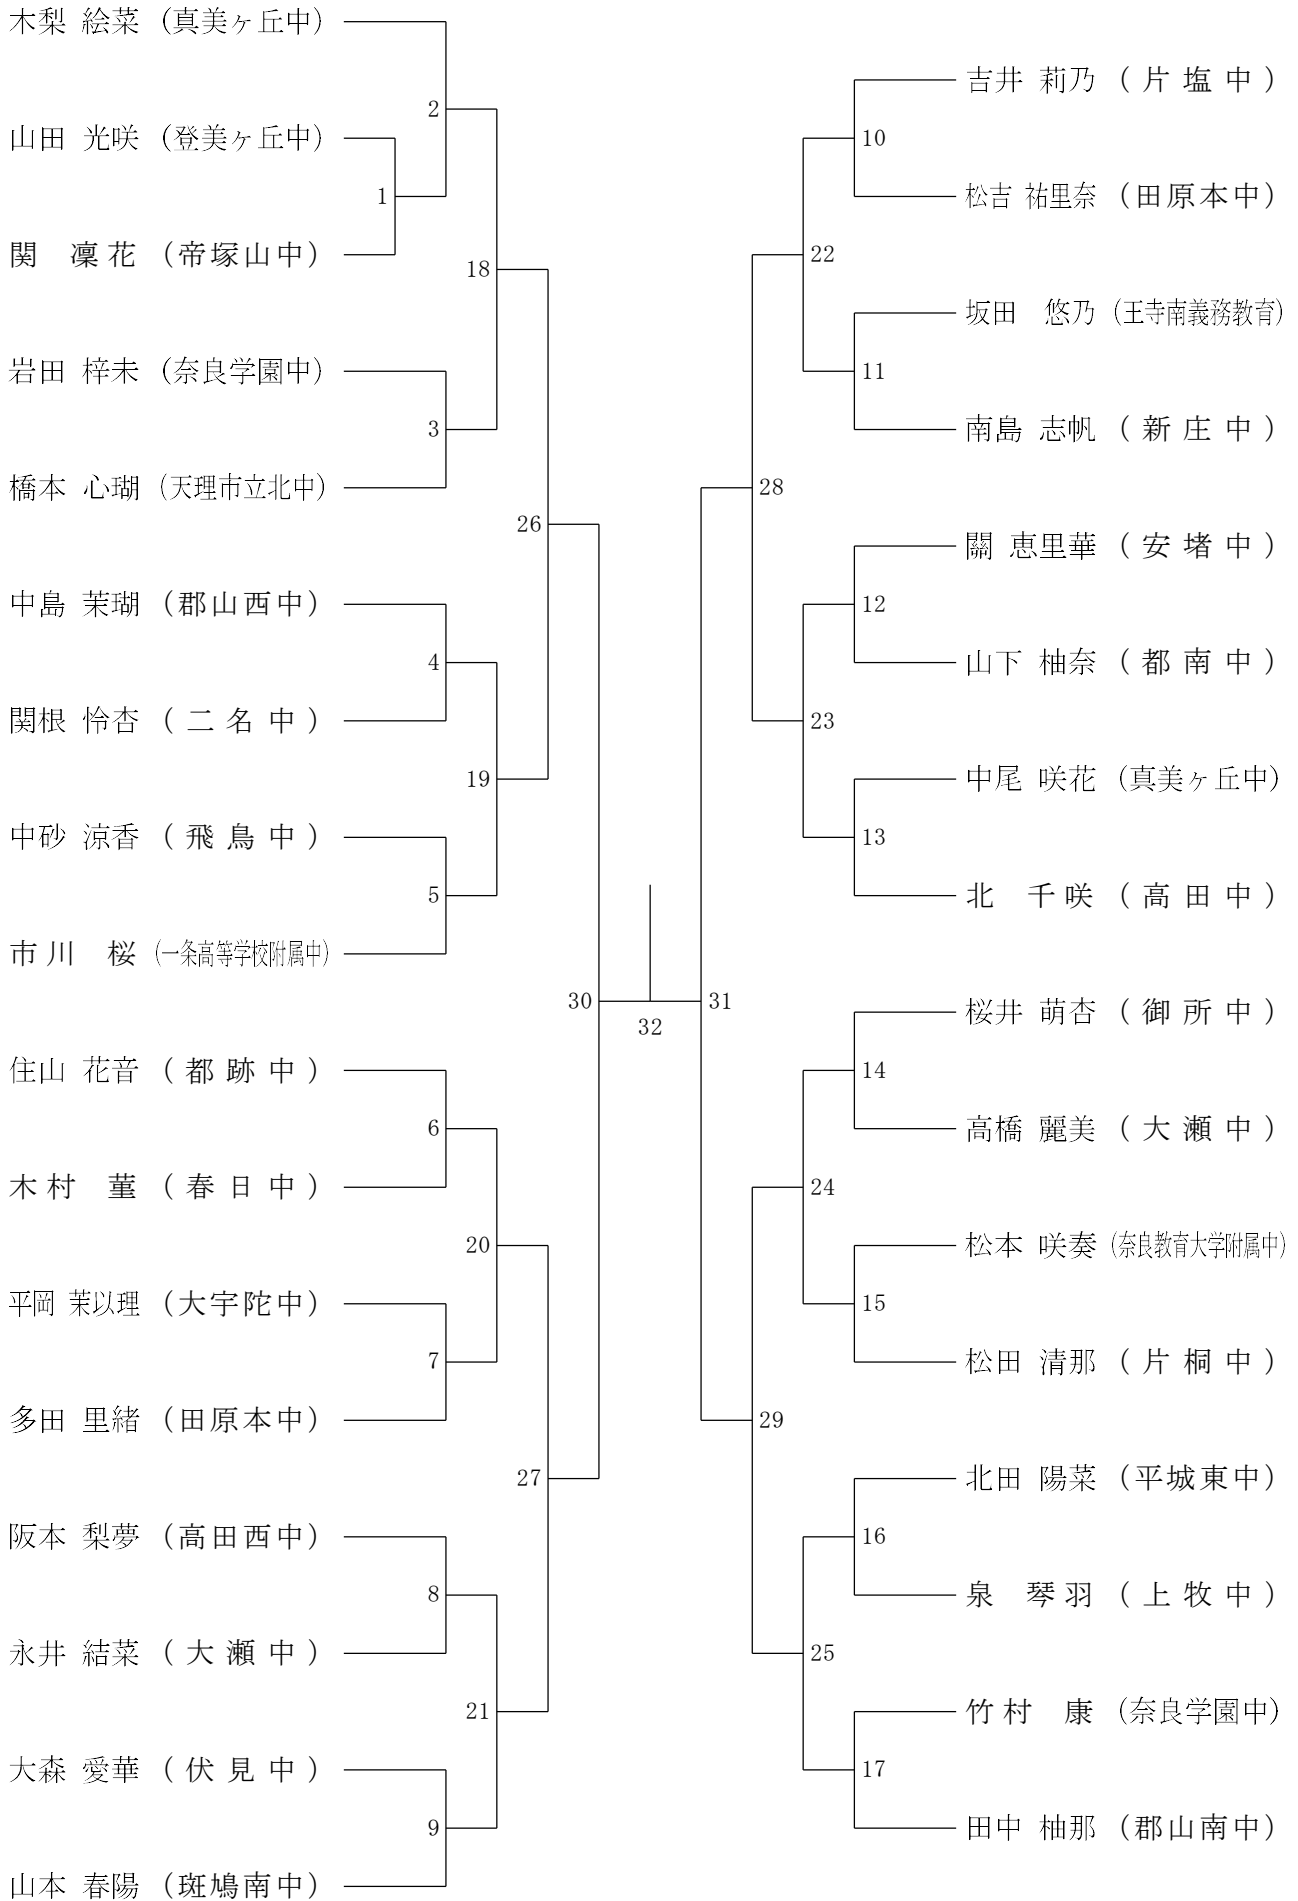 木梨 絵菜 (真美ヶ丘中)
山田 光咲 (登美ヶ丘中)
関 凜花 (帝塚山中)
岩田 梓未 (奈良学園中)
橋本 心瑚 (天理市立北中)
中島 茉瑚 (郡山西中)
関根 怜杏 (二名中)
中砂 涼香 (飛鳥中)
市川 桜 (一条高等学校附属中)
住山 花音 (都跡中)
木村 菫 (春日中)
平岡 茉以理 (大宇陀中)
多田 里緒 (田原本中)
阪本 梨夢 (高田西中)
永井 結菜 (大瀬中)
大森 愛華 (伏見中)
山本 春陽 (斑鳩南中)
2
1
18
3
26
4
19
5
30
6
20
7
27
8
21
9
32
10
22
11
28
12
23
13
31
14
24
15
29
16
25
17
吉井 莉乃 (片塩中)
松吉 祐里奈 (田原本中)
坂田 悠乃 (王寺南義務教育)
南島 志帆 (新庄中)
關 恵里華 (安堵中)
山下 柚奈 (都南中)
中尾 咲花 (真美ヶ丘中)
北 千咲 (高田中)
桜井 萌杏 (御所中)
高橋 麗美 (大瀬中)
松本 咲奏 (奈良教育大学附属中)
松田 清那 (片桐中)
北田 陽菜 (平城東中)
泉 琴羽 (上牧中)
竹村 康 (奈良学園中)
田中 柚那 (郡山南中)